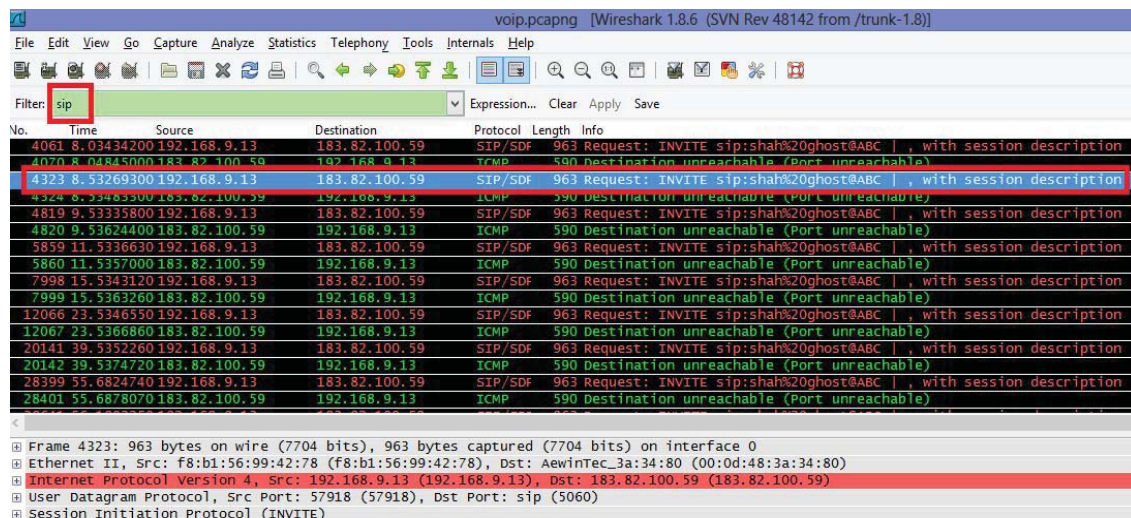 voip.pcapng [Wireshark 1.8.6 (SVN Rev 48142 from /trunk-1.8)]
File Edit View Go Capture Analyze Statistics Telephony Tools Internals Help
Filter: sip Expression... Clear Apply Save
No. Time Source Destination Protocol Length Info
4061 8.03434200 192.168.9.13 183.82.100.59 SIP/SDF 963 Request: INVITE sip:shah%20ghost@ABC | , with session description
4070 8.04845000 183.82.100.59 192.168.9.13 ICMP 590 Destination unreachable (Port unreachable)
4323 8.53269300 192.168.9.13 183.82.100.59 SIP/SDF 963 Request: INVITE sip:shah%20ghost@ABC | , with session description
4324 8.53483300 183.82.100.59 192.168.9.13 ICMP 590 Destination unreachable (Port unreachable)
4819 9.53335800 192.168.9.13 183.82.100.59 SIP/SDF 963 Request: INVITE sip:shah%20ghost@ABC | , with session description
4820 9.53624400 183.82.100.59 192.168.9.13 ICMP 590 Destination unreachable (Port unreachable)
5859 11.5336630 192.168.9.13 183.82.100.59 SIP/SDF 963 Request: INVITE sip:shah%20ghost@ABC | , with session description
5860 11.5357000 183.82.100.59 192.168.9.13 ICMP 590 Destination unreachable (Port unreachable)
7998 15.5343120 192.168.9.13 183.82.100.59 SIP/SDF 963 Request: INVITE sip:shah%20ghost@ABC | , with session description
7999 15.5363260 183.82.100.59 192.168.9.13 ICMP 590 Destination unreachable (Port unreachable)
12066 23.5346550 192.168.9.13 183.82.100.59 SIP/SDF 963 Request: INVITE sip:shah%20ghost@ABC | , with session description
12067 23.5366860 183.82.100.59 192.168.9.13 ICMP 590 Destination unreachable (Port unreachable)
20141 39.5352260 192.168.9.13 183.82.100.59 SIP/SDF 963 Request: INVITE sip:shah%20ghost@ABC | , with session description
20142 39.5374720 183.82.100.59 192.168.9.13 ICMP 590 Destination unreachable (Port unreachable)
28399 55.6824740 192.168.9.13 183.82.100.59 SIP/SDF 963 Request: INVITE sip:shah%20ghost@ABC | , with session description
28401 55.6878070 183.82.100.59 192.168.9.13 ICMP 590 Destination unreachable (Port unreachable)
Frame 4323: 963 bytes on wire (7704 bits), 963 bytes captured (7704 bits) on interface 0
Ethernet II, Src: f8:b1:56:99:42:78 (f8:b1:56:99:42:78), Dst: AewinTec_3a:34:80 (00:0d:48:3a:34:80)
Internet Protocol Version 4, Src: 192.168.9.13 (192.168.9.13), Dst: 183.82.100.59 (183.82.100.59)
User Datagram Protocol, Src Port: 57918 (57918), Dst Port: sip (5060)
Session Initiation Protocol (INVITE)